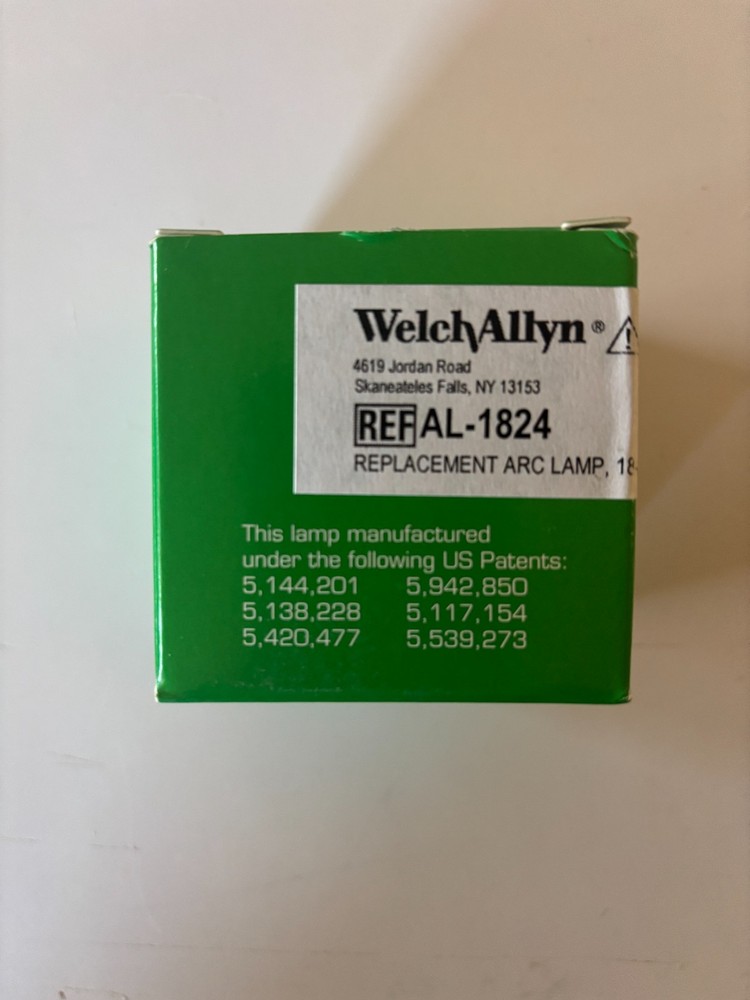 WelchAllyn®
4619 Jordan Road
Skaneateles Falls, NY 13153
REF AL-1824
REPLACEMENT ARC LAMP,
This lamp manufactured
under the following US Patents:
5,144,201 5,942,850
5,138,228 5,117,154
5,420,477 5,539,273